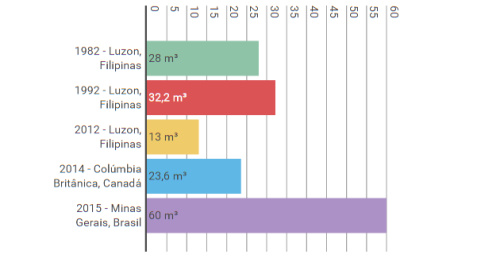 0 5 10 15 20 25 30 35 40 45 50 55 60
1982 - Luzon,
Filipinas
28 m³
1992 - Luzon,
Filipinas
32,2 m³
2012 - Luzon,
Filipinas
13 m³
2014 - Colúmbia
Britânica, Canadá
23,6 m³
2015 - Minas
Gerais, Brasil
60 m³